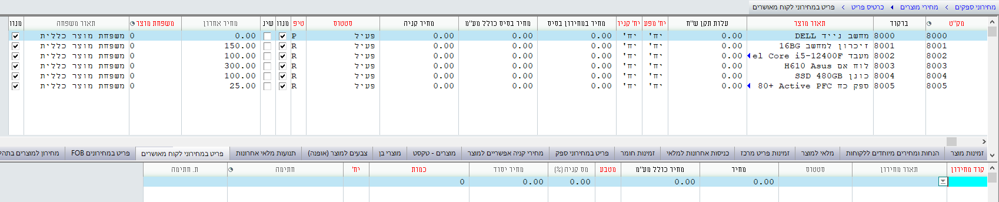 מחירוני ספקים > מחירי מוצרים > כרטיס פריט > פריט במחירוני לקוח מאושרים
מק"ט ברקוד תאור מוצר עלות תקן ש"ח יח' מפע יח' קניו מחיר במחירון בסיס מחיר בסיס כולל מע"מ מחיר קניה סטטוס טיפ מנוו שינ מחיר אחרון משפחת מוצר תאור משפחה מנוו
8000 8000 מחשב נייד DELL 0.00 יח' יח' 0.00 0.00 0.00 פעיל P 0.00 0 משפחת מוצר כללית
8001 8001 זיכרון למחשב 16BG 0.00 יח' יח' 0.00 0.00 0.00 פעיל R 150.00 0 משפחת מוצר כללית
8002 8002 מעבד el Core i5-12400F 0.00 יח' יח' 0.00 0.00 0.00 פעיל R 100.00 0 משפחת מוצר כללית
8003 8003 לוח אם H610 Asus 0.00 יח' יח' 0.00 0.00 0.00 פעיל R 300.00 0 משפחת מוצר כללית
8004 8004 כונן SSD 480GB 0.00 יח' יח' 0.00 0.00 0.00 פעיל R 100.00 0 משפחת מוצר כללית
8005 8005 ספק כח 80+ Active PFC 0.00 יח' יח' 0.00 0.00 0.00 פעיל R 25.00 0 משפחת מוצר כללית
זמינות מוצר הנחות ומחירים מיוחדים ללקוחות מלאי למוצר זמינות פריט מרכז כניסות אחרונות למלאי זמינות חומר פריט במחירוני ספק מחירי קניה אפשריים למוצר מוצרים - טקסט מוצרי בן צבעים למוצר (אופנה) תנועות מלאי אחרונות פריט במחירוני לקוח מאושרים פריט במחירונים FOB מחירון למוצרים בתהל
קוד מחירון תאור מחירון סטטוס מחיר מחיר כולל מע"מ מטבע מס קניה (%) מחיר יסוד כמות יח' חתימה ת. חתימה
0.00 0.00 0.00 0.00 0